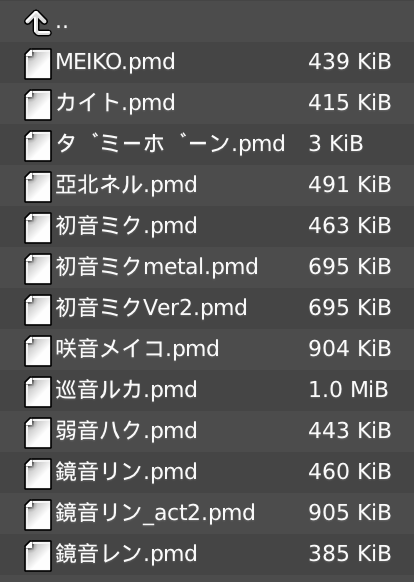 ..
MEIKO.pmd 439 KiB
カイト.pmd 415 KiB
タ゛ミーホ゛ーン.pmd 3 KiB
亞北ネル.pmd 491 KiB
初音ミク.pmd 463 KiB
初音ミクmetal.pmd 695 KiB
初音ミクVer2.pmd 695 KiB
咲音メイコ.pmd 904 KiB
巡音ルカ.pmd 1.0 MiB
弱音ハク.pmd 443 KiB
鏡音リン.pmd 460 KiB
鏡音リン_act2.pmd 905 KiB
鏡音レン.pmd 385 KiB